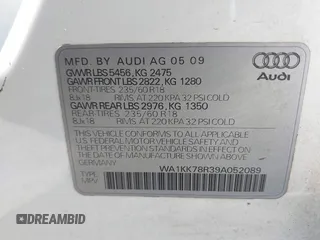 MFD. BY AUDI AG 05 09
GVWR LBS 5456, KG 2475
GAWR FRONT LBS 2822, KG 1280
FRONT-TIRES 235/60 R18
8Jx18 RIMS AT 220 KPA 32 PSI COLD
GAWR REAR LBS 2976, KG 1350
REAR-TIRES 235/60 R18
8Jx18 RIMS AT 220 KPA 32 PSI COLD
THIS VEHICLE CONFORMS TO ALL APPLICABLE
U.S. FEDERAL MOTOR VEHICLE SAFETY
STANDARDS IN EFFECT ON THE DATE OF
MANUFACTURE SHOWN ABOVE.
GERMANY WA1KK78R39A052089
TYPE
MPV
Audi
DREAMBID